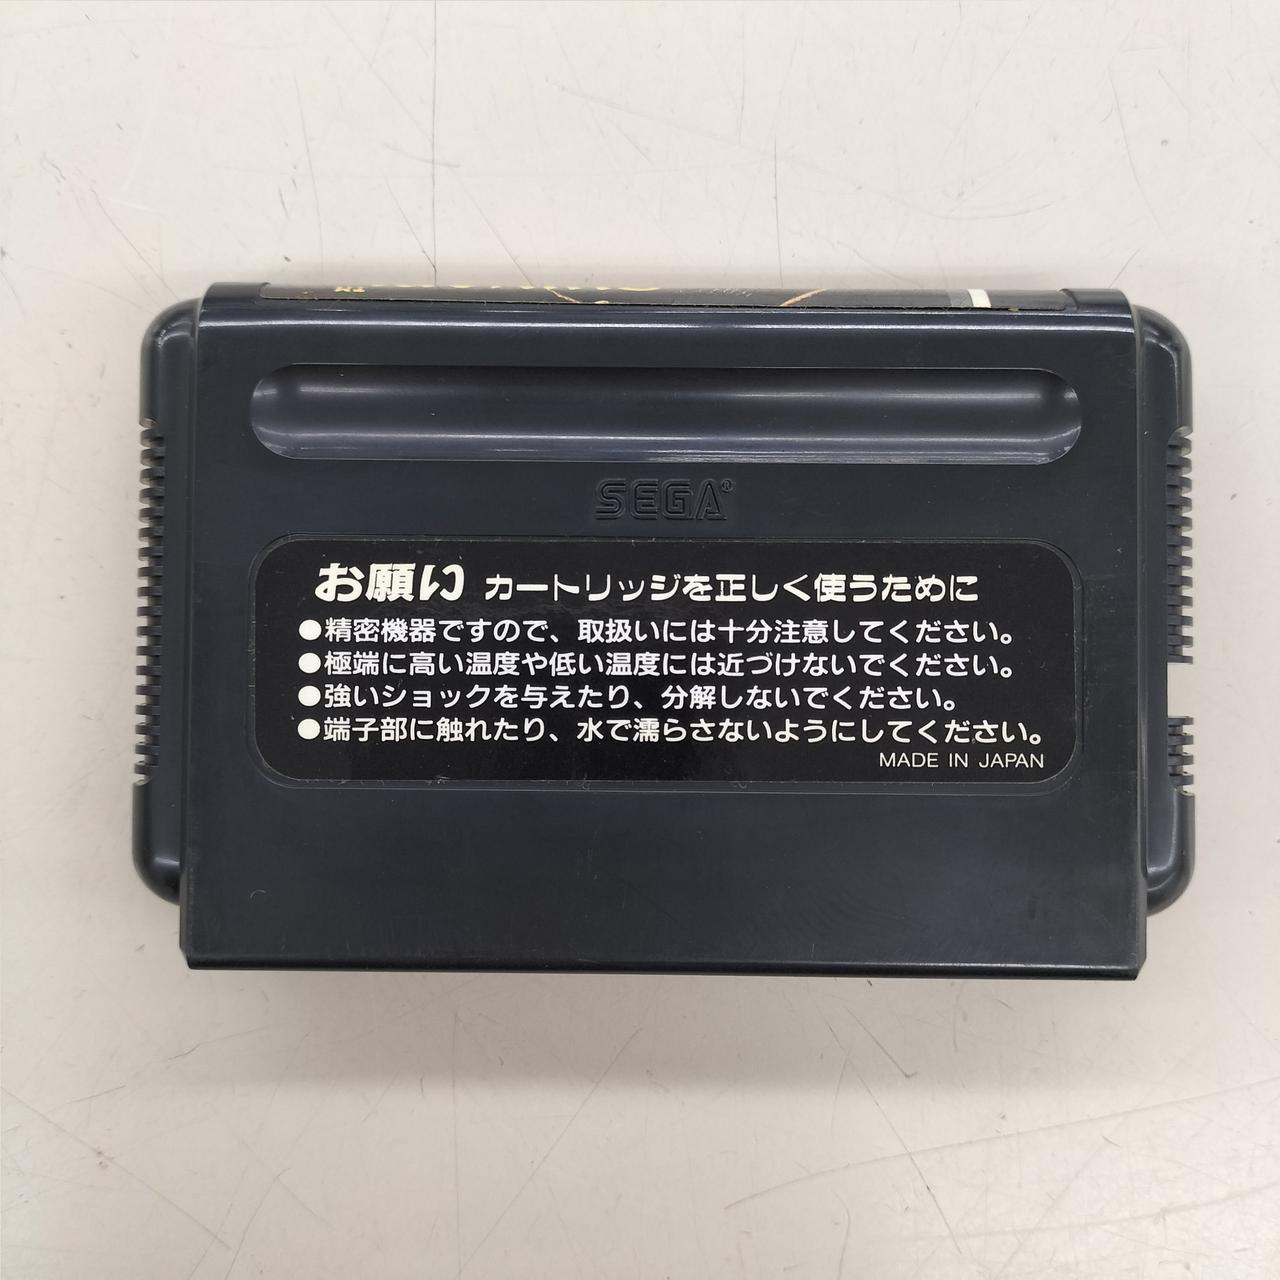 SEGA®
お願い カートリッジを正しく使うために
●精密機器ですので、取扱いには十分注意してください。
●極端に高い温度や低い温度には近づけないでください。
●強いショックを与えたり、分解しないでください。
●端子部に触れたり、水で濡らさないようにしてください。
MADE IN JAPAN